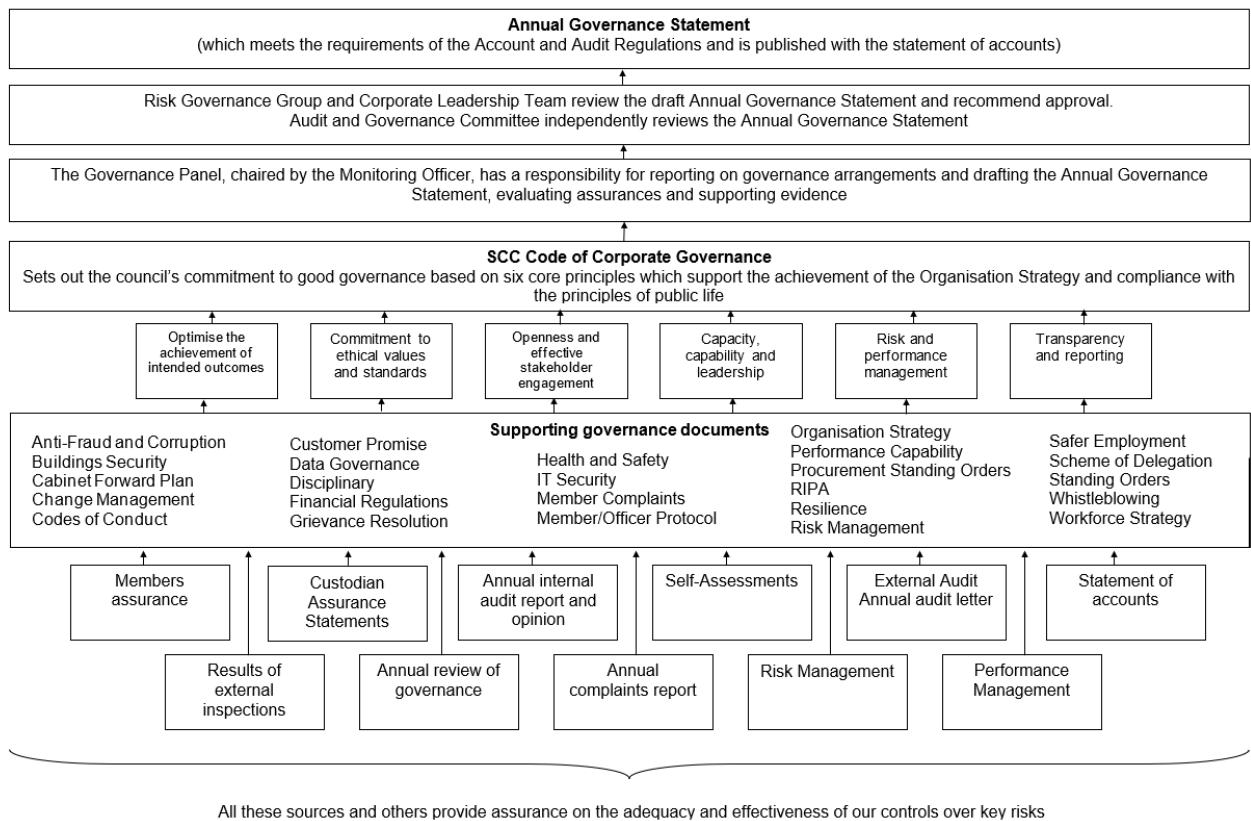 Annual Governance Statement
(which meets the requirements of the Account and Audit Regulations and is published with the statement of accounts)
Risk Governance Group and Corporate Leadership Team review the draft Annual Governance Statement and recommend approval.
Audit and Governance Committee independently reviews the Annual Governance Statement
The Governance Panel, chaired by the Monitoring Officer, has a responsibility for reporting on governance arrangements and drafting the Annual Governance
Statement, evaluating assurances and supporting evidence
SCC Code of Corporate Governance
Sets out the council’s commitment to good governance based on six core principles which support the achievement of the Organisation Strategy and compliance with
the principles of public life
Optimise the
achievement of
intended outcomes
Commitment to
ethical values
and standards
Openness and
effective
stakeholder
engagement
Capacity,
capability and
leadership
Risk and
performance
management
Transparency
and reporting
Supporting governance documents
Anti-Fraud and Corruption
Buildings Security
Cabinet Forward Plan
Change Management
Codes of Conduct
Customer Promise
Data Governance
Disciplinary
Financial Regulations
Grievance Resolution
Health and Safety
IT Security
Member Complaints
Member/Officer Protocol
Organisation Strategy
Performance Capability
Procurement Standing Orders
RIPA
Resilience
Risk Management
Safer Employment
Scheme of Delegation
Standing Orders
Whistleblowing
Workforce Strategy
Members
assurance
Custodian
Assurance
Statements
Annual internal
audit report and
opinion
Self-Assessments
External Audit
Annual audit letter
Statement of
accounts
Results of
external
inspections
Annual review of
governance
Annual
complaints report
Risk Management
Performance
Management
All these sources and others provide assurance on the adequacy and effectiveness of our controls over key risks